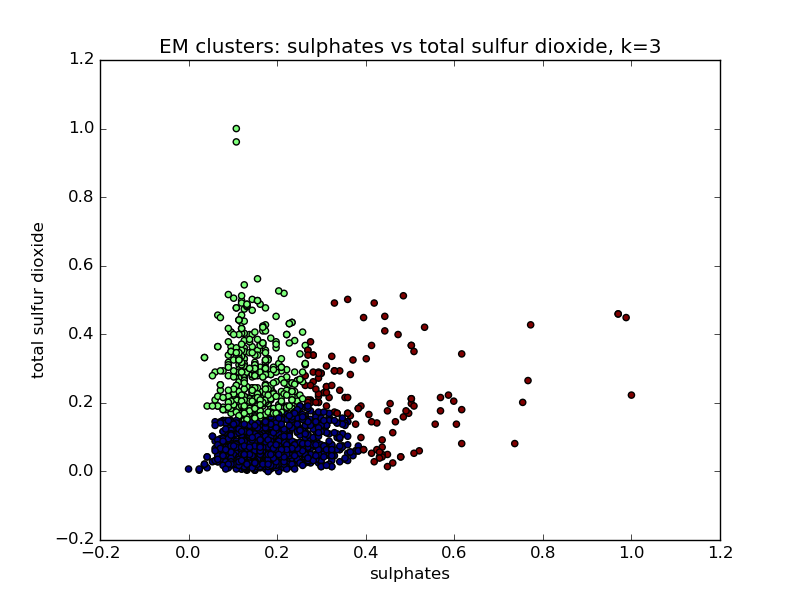 EM clusters: sulphates vs total sulfur dioxide, k=3
1.2
1.0
0.8
0.6
0.4
0.2
0.0
−0.2
total sulfur dioxide
−0.2 0.0 0.2 0.4 0.6 0.8 1.0 1.2
sulphates